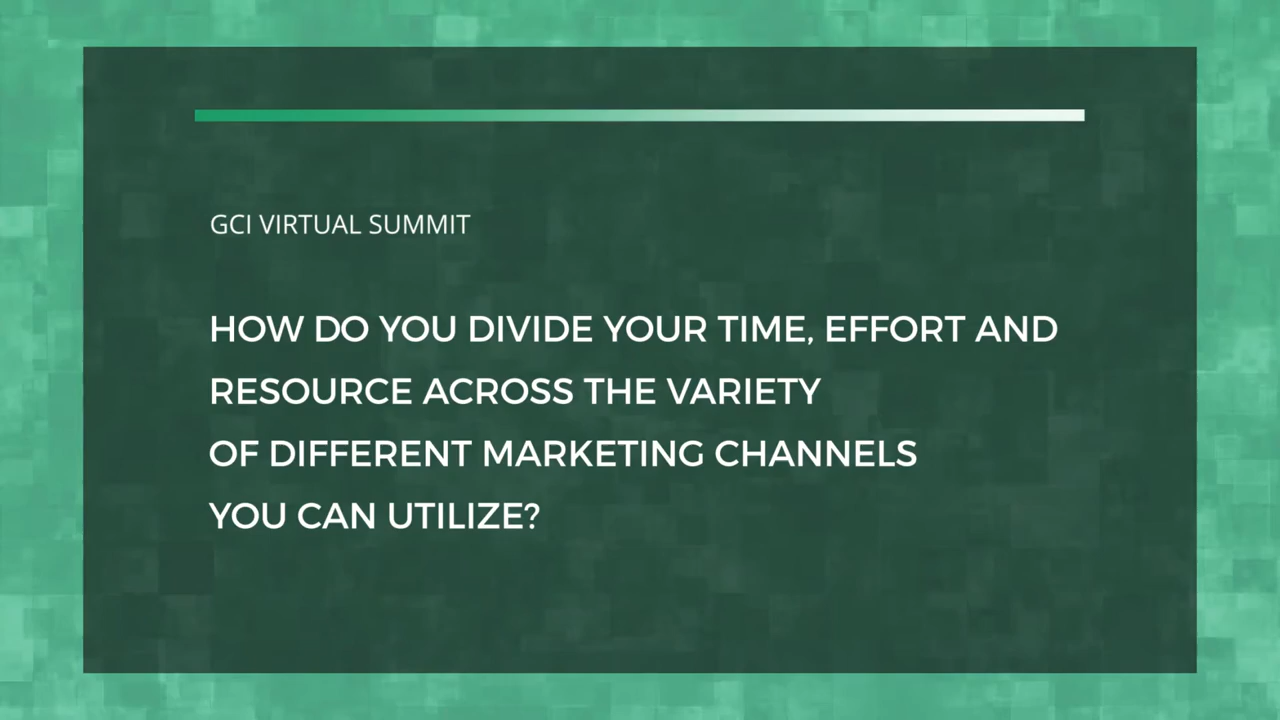 GCI VIRTUAL SUMMIT
HOW DO YOU DIVIDE YOUR TIME, EFFORT AND
RESOURCE ACROSS THE VARIETY
OF DIFFERENT MARKETING CHANNELS
YOU CAN UTILIZE?